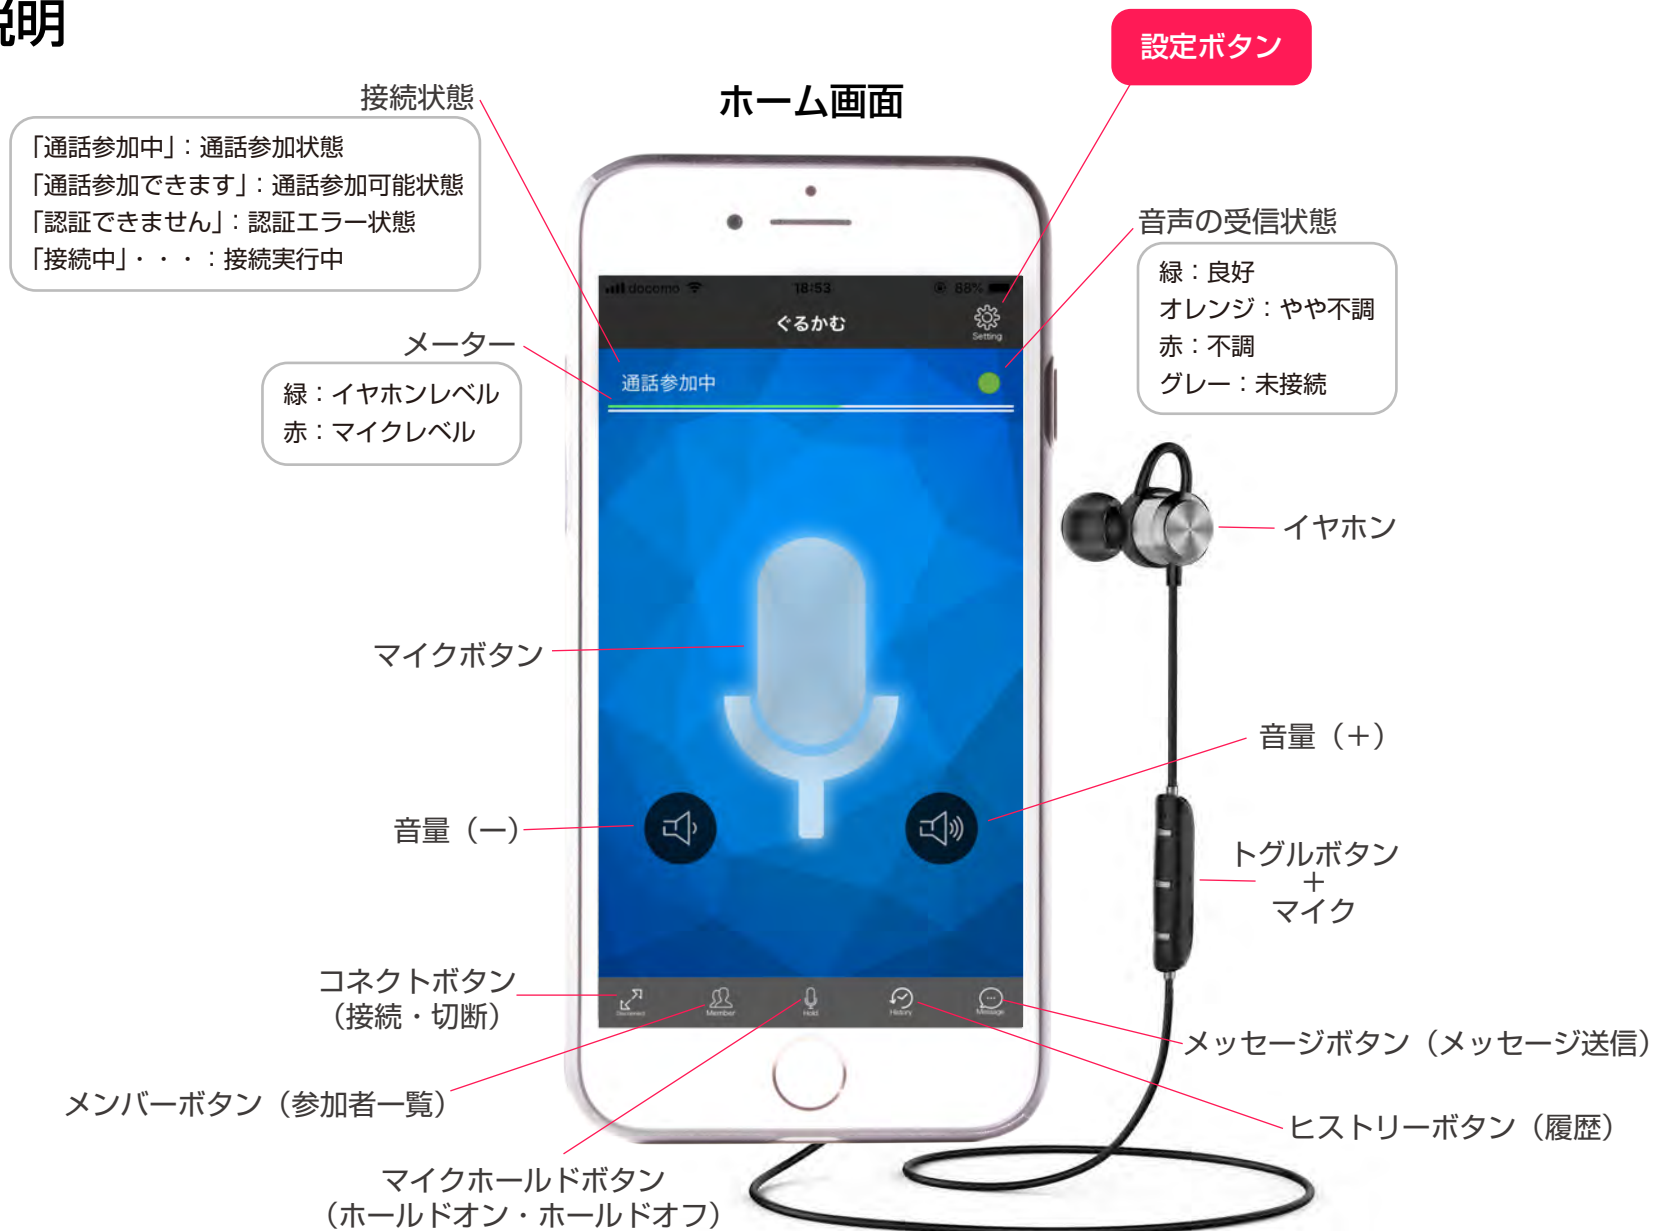 説明
設定ボタン
ホーム画面
接続状態
「通話参加中」：通話参加状態
「通話参加できます」：通話参加可能状態
「認証できません」：認証エラー状態
「接続中」・・・：接続実行中
音声の受信状態
緑：良好
オレンジ：やや不調
赤：不調
グレー：未接続
メーター
緑：イヤホンレベル
赤：マイクレベル
docomo 18:53 88%
ぐるかむ
Setting
通話参加中
イヤホン
マイクボタン
音量（＋）
音量（ー）
トグルボタン
＋
マイク
コネクトボタン
（接続・切断）
Disconnect Member Hold History Message
メッセージボタン（メッセージ送信）
メンバーボタン（参加者一覧）
ヒストリーボタン（履歴）
マイクホールドボタン
（ホールドオン・ホールドオフ）